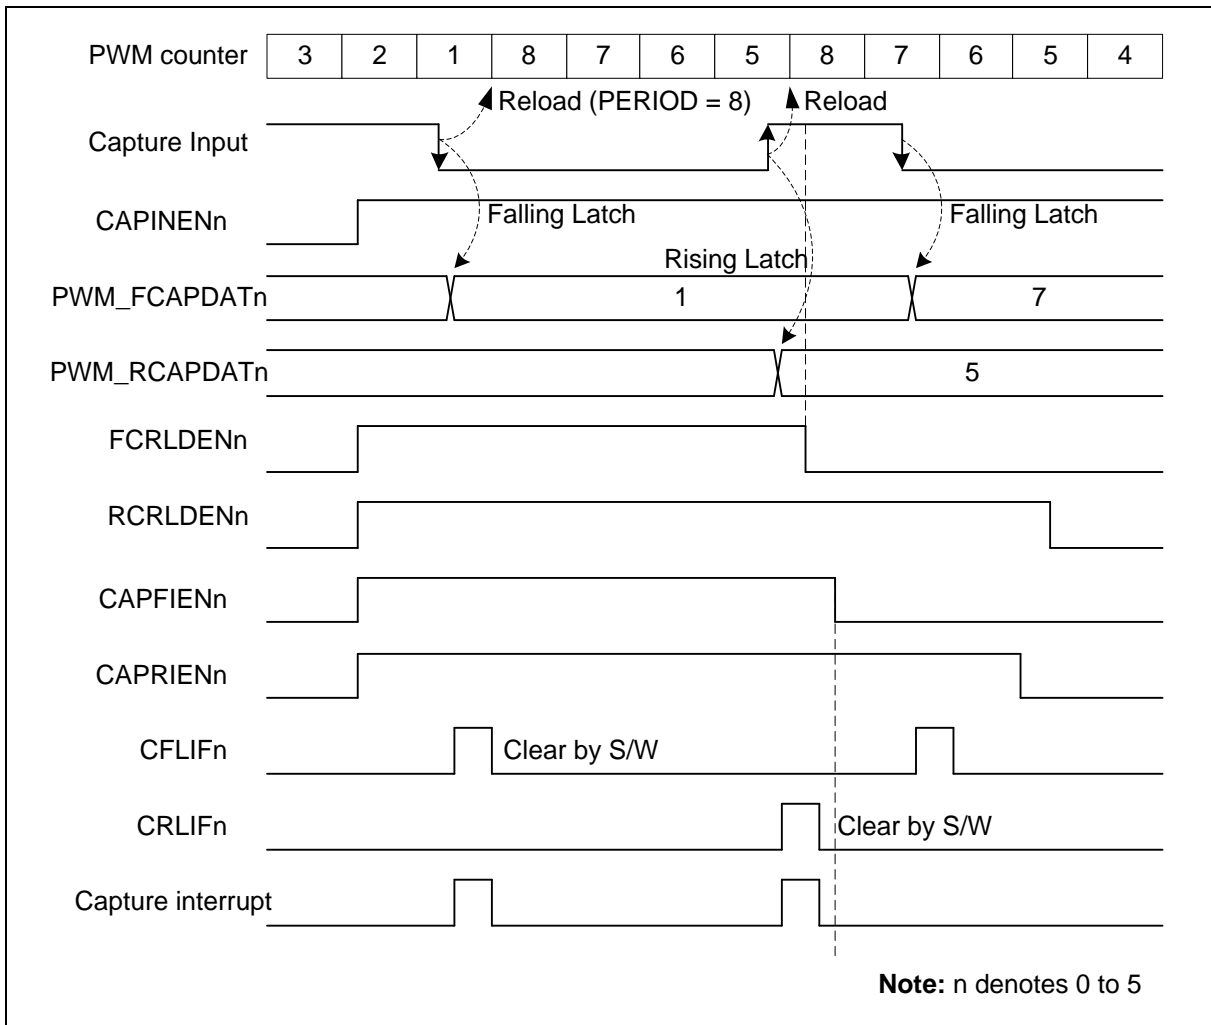 PWM counter 3 2 1 8 7 6 5 8 7 6 5 4
Reload (PERIOD = 8) Reload
Capture Input
CAPINENn Falling Latch Falling Latch
Rising Latch
PWM_FCAPDATn 1 7
PWM_RCAPDATn 5
FCRLDENn
RCRLDENn
CAPFIENn
CAPRIENn
CFLIFn Clear by S/W
CRLIFn Clear by S/W
Capture interrupt
Note: n denotes 0 to 5